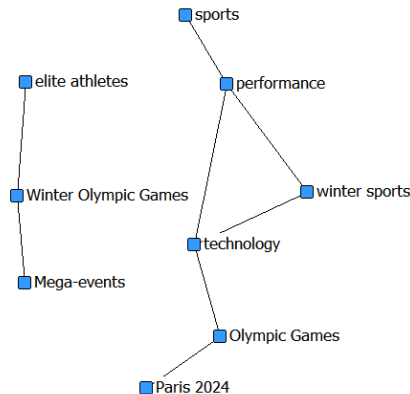 sports
elite athletes
performance
Winter Olympic Games
winter sports
technology
Mega-events
Olympic Games
Paris 2024